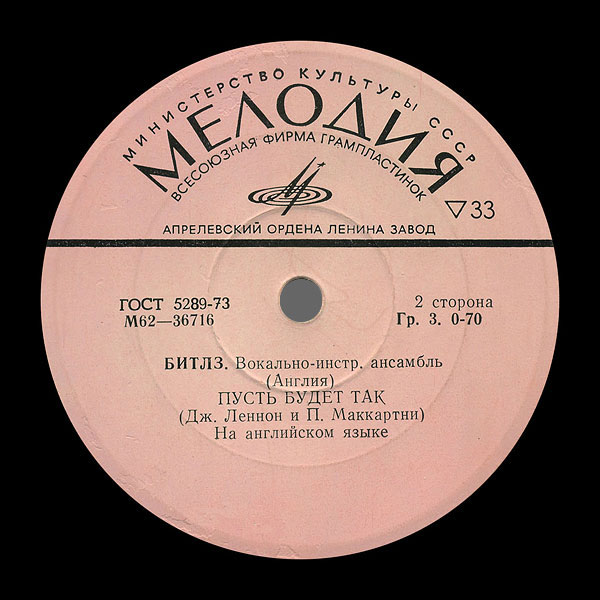 МИНИСТЕРСТВО КУЛЬТУРЫ СССР
МЕЛОДИЯ
ВСЕСОЮЗНАЯ ФИРМА ГРАМПЛАСТИНОК
▽33
АПРЕЛЕВСКИЙ ОРДЕНА ЛЕНИНА ЗАВОД
ГОСТ 5289-73
2 сторона
М62—36716
Гр. 3. 0-70
БИТЛЗ. Вокально-инстр. ансамбль
(Англия)
ПУСТЬ БУДЕТ ТАК
(Дж. Леннон и П. Маккартни)
На английском языке